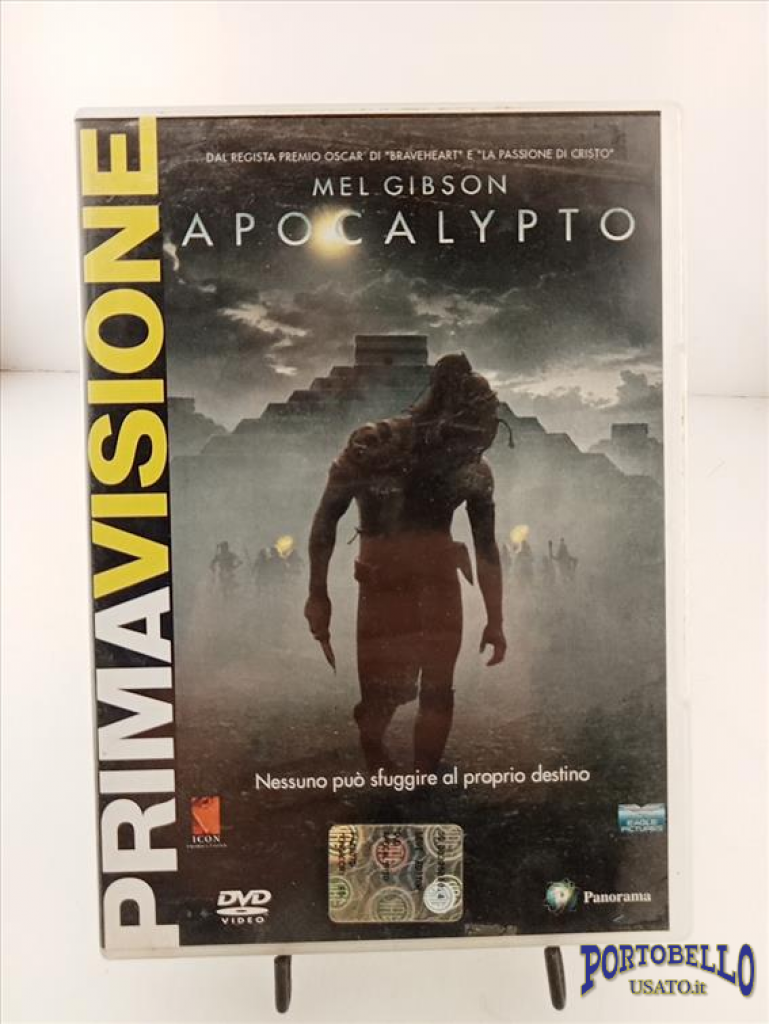 PRIMAVISIONE
DAL REGISTA PREMIO OSCAR® DI "BRAVEHEART" E "LA PASSIONE DI CRISTO"
MEL GIBSON
APOCALYPTO
Nessuno può sfuggire al proprio destino
ICON
PRODUCTIONS
EAGLE
PICTURES
DVD
VIDEO
Panorama
PORTOBELLO
USATO.it